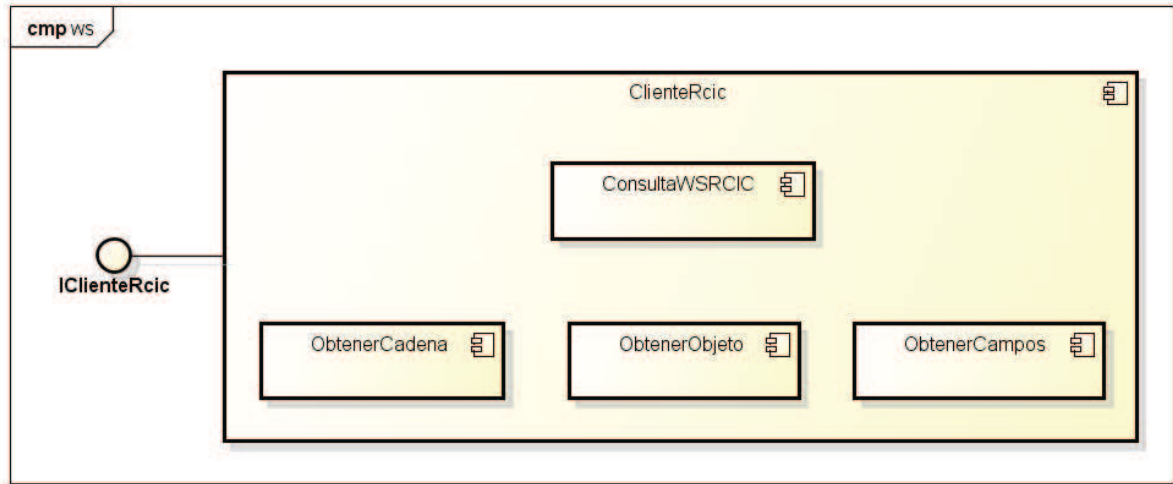 cmp ws
ClienteRcic
ConsultaWSRCIC
IClienteRcic
ObtenerCadena
ObtenerObjeto
ObtenerCampos